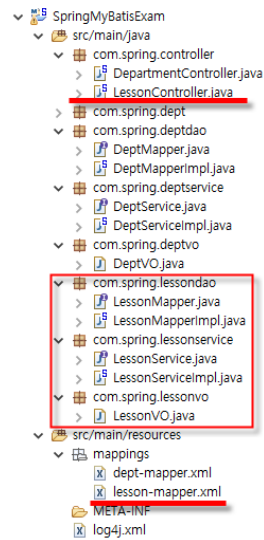 SpringMyBatisExam
src/main/java
com.spring.controller
DepartmentController.java
LessonController.java
com.spring.dept
com.spring.deptdao
DeptMapper.java
DeptMapperImpl.java
com.spring.deptservice
DeptService.java
DeptServiceImpl.java
com.spring.deptvo
DeptVO.java
com.spring.lessondao
LessonMapper.java
LessonMapperImpl.java
com.spring.lessonservice
LessonService.java
LessonServiceImpl.java
com.spring.lessonvo
LessonVO.java
src/main/resources
mappings
dept-mapper.xml
lesson-mapper.xml
META-INF
log4j.xml